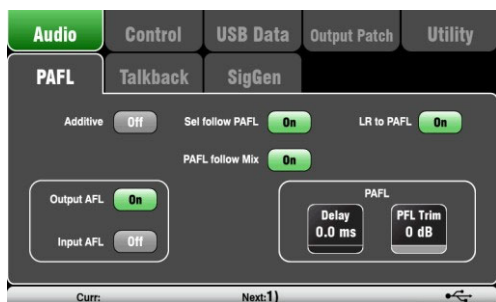 Audio Control USB Data Output Patch Utility
PAFL Talkback SigGen
Additive Off Sel follow PAFL On LR to PAFL On
PAFL follow Mix On
Output AFL On
Input AFL Off
PAFL
Delay 0.0 ms
PFL Trim 0 dB
Curr: Next:1)